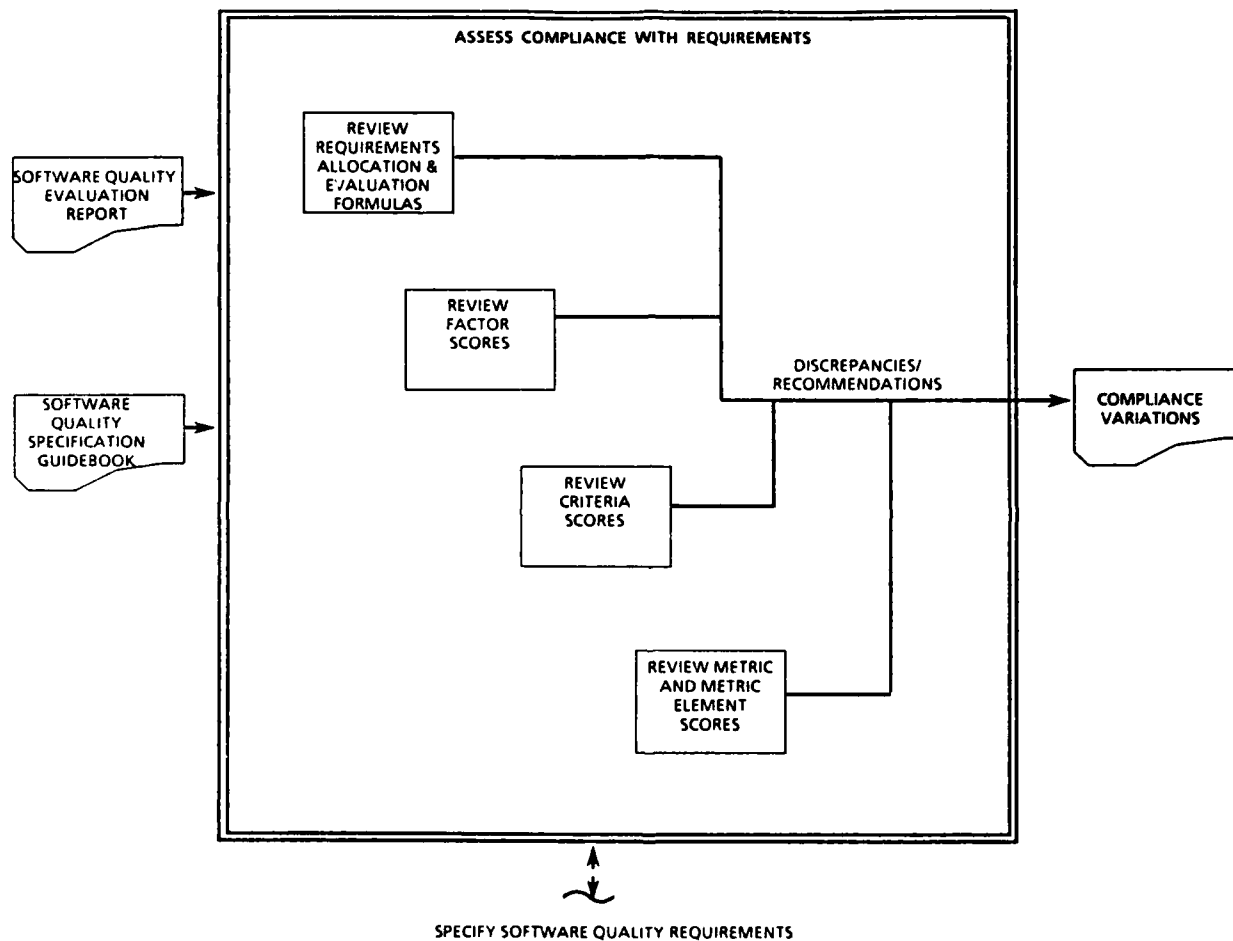 ASSESS COMPLIANCE WITH REQUIREMENTS
REVIEW
REQUIREMENTS
ALLOCATION &
EVALUATION
FORMULAS
SOFTWARE QUALITY
EVALUATION
REPORT
REVIEW
FACTOR
SCORES
DISCREPANCIES/
RECOMMENDATIONS
SOFTWARE
QUALITY
SPECIFICATION
GUIDEBOOK
COMPLIANCE
VARIATIONS
REVIEW
CRITERIA
SCORES
REVIEW METRIC
AND METRIC
ELEMENT
SCORES
SPECIFY SOFTWARE QUALITY REQUIREMENTS